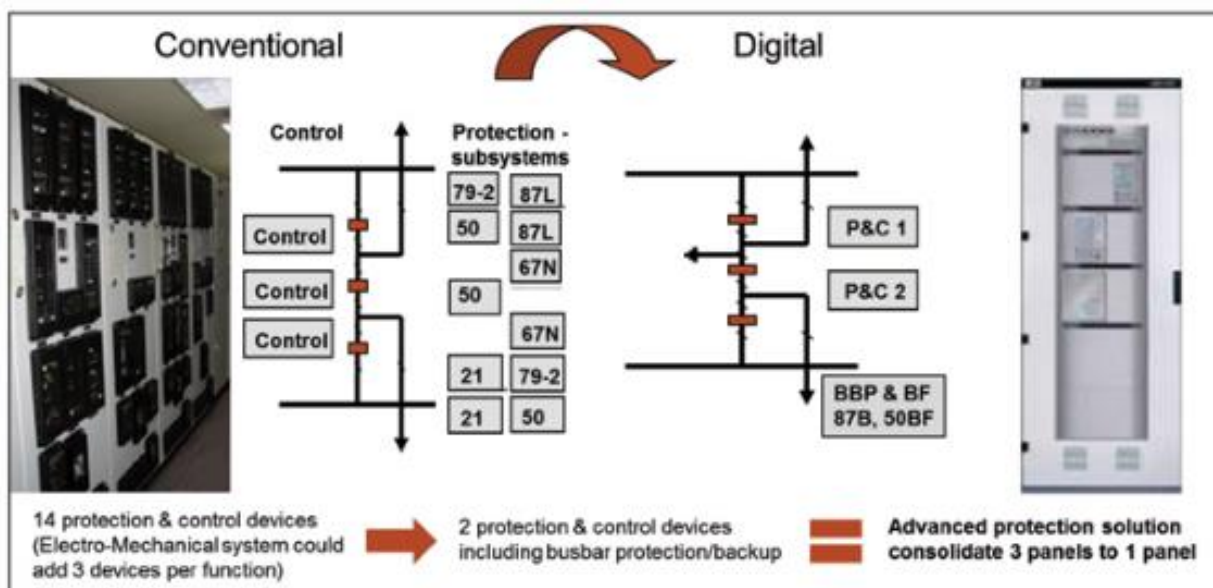 Conventional
Digital
Control
Protection -
subsystems
79-2
87L
Control
50
87L
67N
Control
50
Control
67N
21
79-2
21
50
P&C 1
P&C 2
BBP & BF
87B, 50BF
14 protection & control devices
(Electro-Mechanical system could
add 3 devices per function)
2 protection & control devices
including busbar protection/backup
Advanced protection solution
consolidate 3 panels to 1 panel